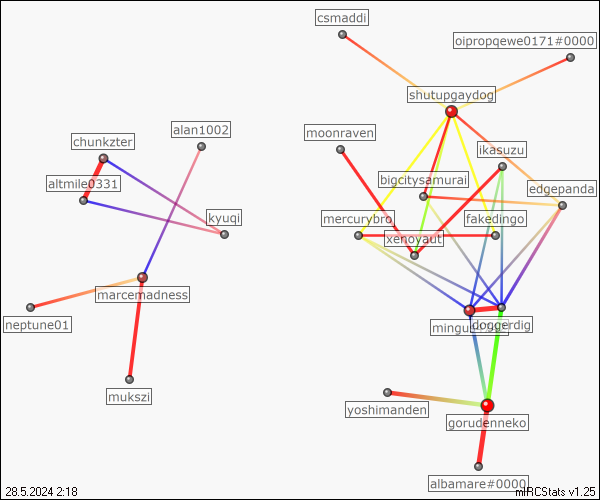 csmaddi
oipropqewe0171#0000
shutupgaydog
alan1002
moonraven
chunkzter
ikasuzu
bigcitysamurai
altmile0331
edgepanda
kyuqi
mercurybro
fakedingo
xenoyaut
marcemadness
neptune01
doggerdig
mukszi
yoshimanden
gorudenneko
albamare#0000
28.5.2024 2:18
mIRCStats v1.25